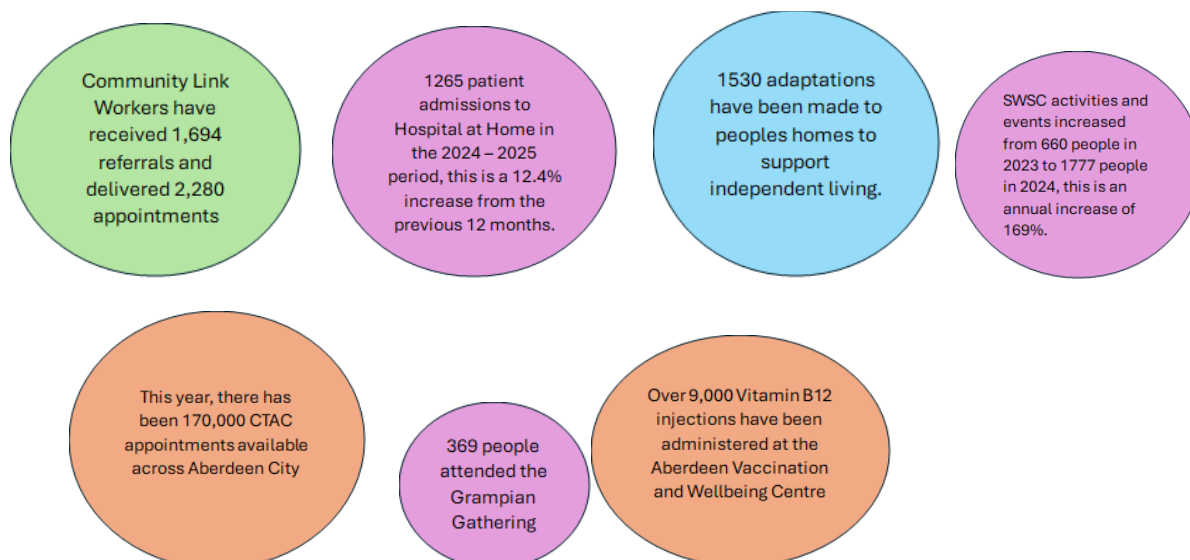 Community Link
Workers have
received 1,694
referrals and
delivered 2,280
appointments
1265 patient
admissions to
Hospital at Home in
the 2024 – 2025
period, this is a 12.4%
increase from the
previous 12 months.
1530 adaptations
have been made to
peoples homes to
support
independent living.
SWSC activities and
events increased
from 660 people in
2023 to 1777 people
in 2024, this is an
annual increase of
169%.
This year, there has
been 170,000 CTAC
appointments available
across Aberdeen City
369 people
attended the
Grampian
Gathering
Over 9,000 Vitamin B12
injections have been
administered at the
Aberdeen Vaccination
and Wellbeing Centre